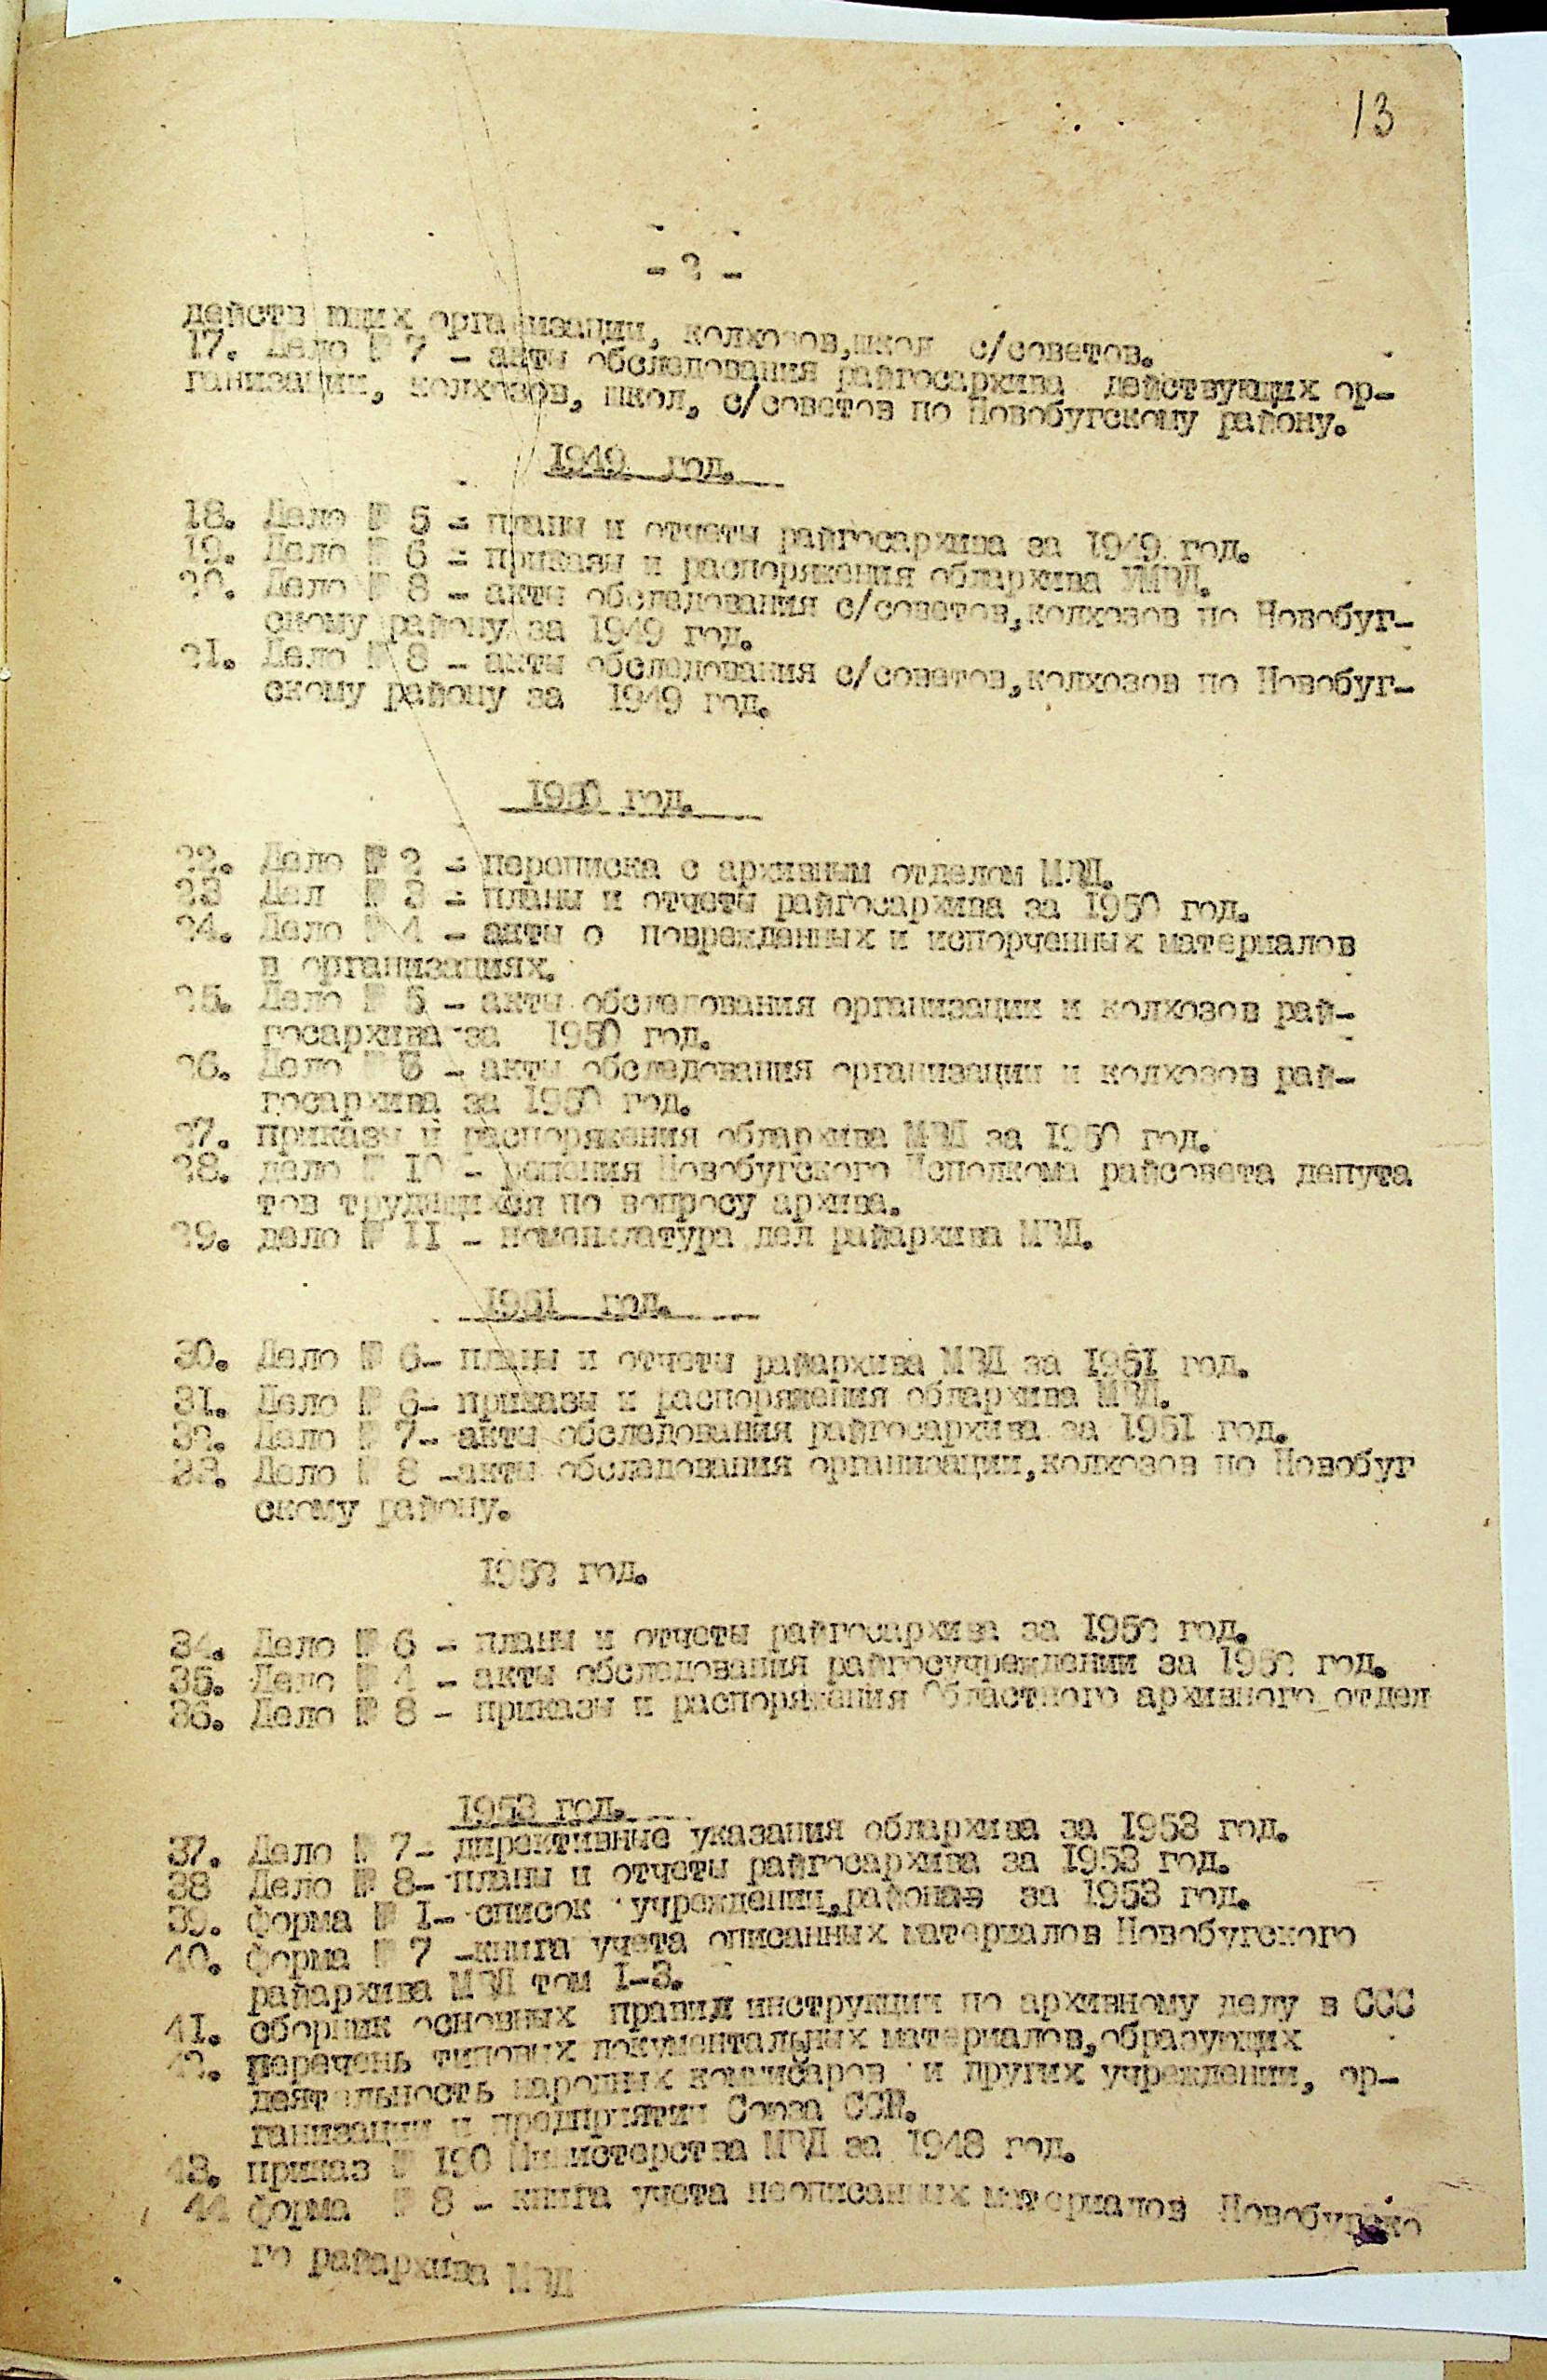 13
- 2 -
действ ющих организации, колхозов,школ с/советов.
17. Дело № 7 - акты обследования райгосархива действующих ор-
ганизации, колхозов, школ, с/советов по Новобугскому району.
1949 год.
18. Дело № 5 - планы и отчеты райгосархива за 1949 год.
19. Дело № 6 - приказы и распоряжения облархива УМВД.
20. Дело № 8 - акты обследования с/советов,колхозов по Новобуг-
скому району за 1949 год.
21. Дело № 8 - акты обследования с/советов,колхозов по Новобуг-
скому району за 1949 год.
1950 год.
22. Дело № 2 - переписка с архивным отделом МВД.
23 Дел № 3 - планы и отчеты райгосархива за 1950 год.
24. Дело № 4 - акты о поврежденных и испорченных материалов
в организациях.
25. Дело № 5 - акты обследования организации и колхозов рай-
госархива за 1950 год.
26. Дело № 5 - акты обследования организации и колхозов рай-
госархива за 1950 год.
27. приказы и распоряжения облархива МВД за 1950 год.
28. дело № 10 - решения Новобугского Исполкома райсовета депута
тов трудящихся по вопросу архива.
29. дело № II - номенклатура дел райархива МВД.
1951 год.
30. Дело № 6- планы и отчеты райархива МВД за 1951 год.
31. Дело № 6- приказы и распоряжения облархива МВД.
32. Дело № 7- акты обследования райгосархива за 1951 год.
33. Дело № 8 -акты обследования организации,колхозов по Новобуг
скому району.
1952 год.
34. Дело № 6 - планы и отчеты райгосархива за 1952 год.
35. Дело № 4 - акты обследования райгосучреждении за 1952 год.
36. Дело № 8 - приказы и распоряжения Областного архивного отдел
1953 год.
37. Дело № 7- директивные указания облархива за 1953 год.
38 Дело № 8- планы и отчеты райгосархива за 1953 год.
39. форма № I- список учреждении, района за 1953 год.
40. форма № 7 -книга учета описанных материалов Новобугского
райархива МВД том I-3.
41. сборник основных правил инструкции по архивному делу в ССС
42. перечень типовых документальных материалов,образующих
деятельность народных коммисаров и других учреждении, ор-
ганизации и предприятии Союза ССР.
43. приказ № 190 Министерства МВД за 1948 год.
44 форма № 8 - книга учета неописанных материалов Новобугско
го райархива МВД